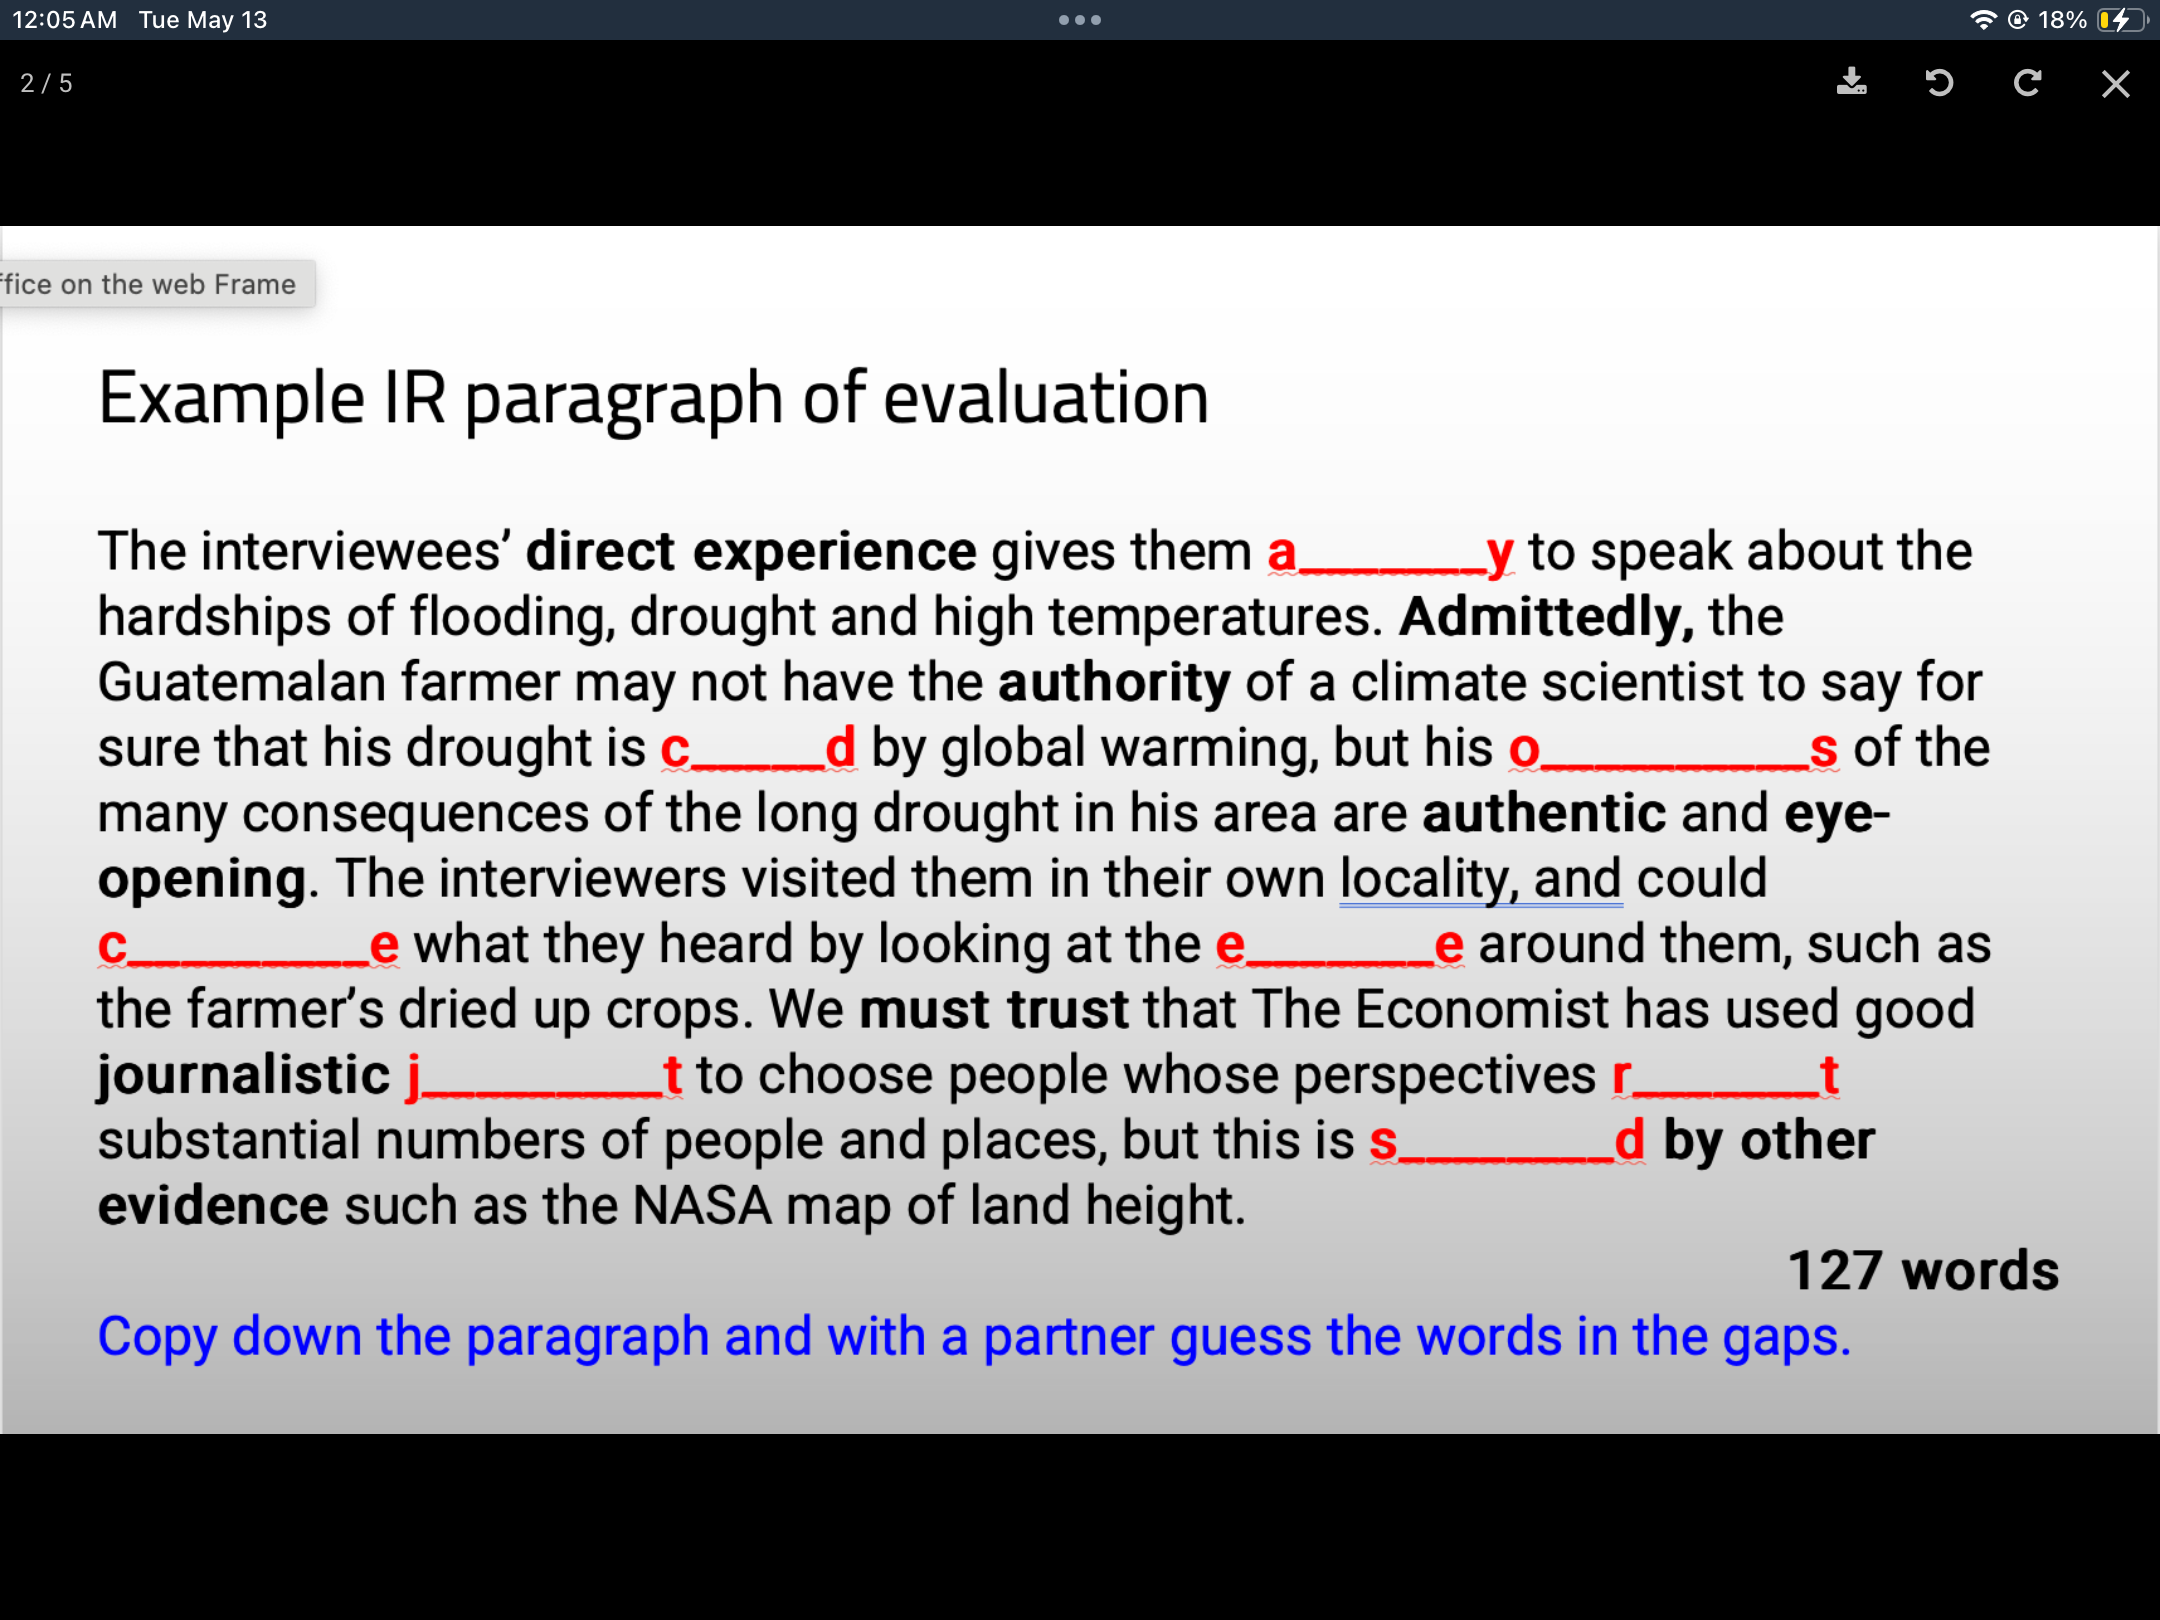 12:05 AM Tue May 13
18%
2 / 5
ffice on the web Frame
Example IR paragraph of evaluation
The interviewees’ direct experience gives them a_______y to speak about the
hardships of flooding, drought and high temperatures. Admittedly, the
Guatemalan farmer may not have the authority of a climate scientist to say for
sure that his drought is c_____d by global warming, but his o__________s of the
many consequences of the long drought in his area are authentic and eye-
opening. The interviewers visited them in their own locality, and could
c_________e what they heard by looking at the e_______e around them, such as
the farmer’s dried up crops. We must trust that The Economist has used good
journalistic j_________t to choose people whose perspectives r_______t
substantial numbers of people and places, but this is s________d by other
evidence such as the NASA map of land height.
127 words
Copy down the paragraph and with a partner guess the words in the gaps.